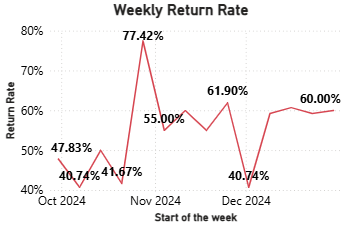 Weekly Return Rate
80%
77.42%
70%
61.90%
60.00%
60%
55.00%
50%
47.83%
41.67%
40.74%
40.74%
40%
Oct 2024
Nov 2024
Dec 2024
Return Rate
Start of the week